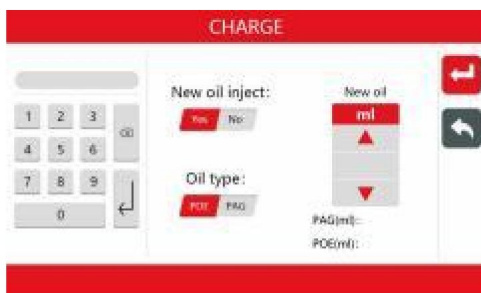 CHARGE
1 2 3
4 5 6
7 8 9
0
New oil inject:
Yes No
Oil type:
POE PAG
New oil
ml
PAG(ml):
POE(ml):